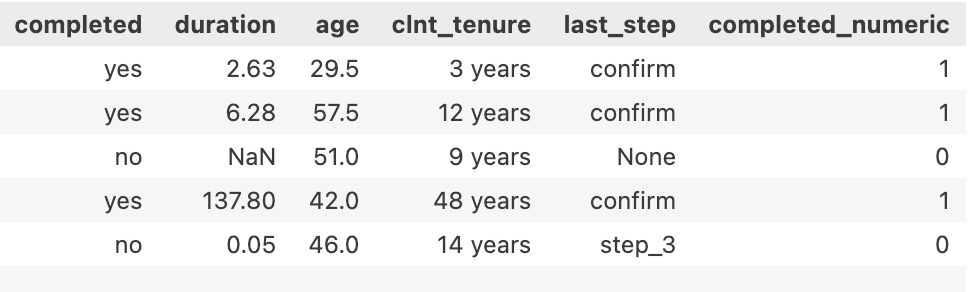 completed duration age clnt_tenure last_step completed_numeric
yes 2.63 29.5 3 years confirm 1
yes 6.28 57.5 12 years confirm 1
no NaN 51.0 9 years None 0
yes 137.80 42.0 48 years confirm 1
no 0.05 46.0 14 years step_3 0